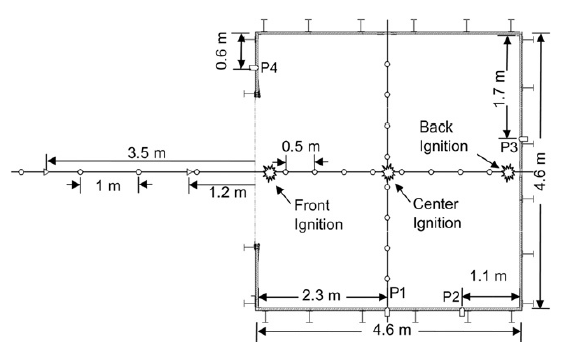 0.6 m
P4
1.7 m
Back
Ignition
P3
3.5 m
0.5 m
4.6 m
1 m
1.2 m
Front
Ignition
Center
Ignition
1.1 m
2.3 m
P1
P2
4.6 m